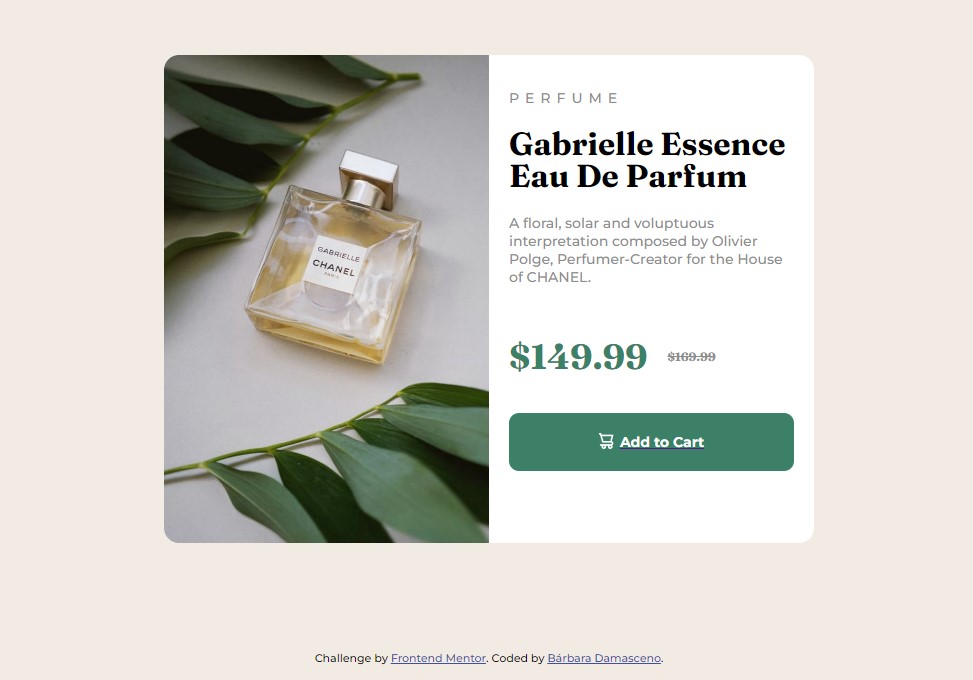 PERFUME
Gabrielle Essence
Eau De Parfum
A floral, solar and voluptuous
interpretation composed by Olivier
Polge, Perfumer-Creator for the House
of CHANEL.
GABRIELLE
CHANEL
PARIS
$149.99 $169.99
Add to Cart
Challenge by Frontend Mentor. Coded by Bárbara Damasceno.